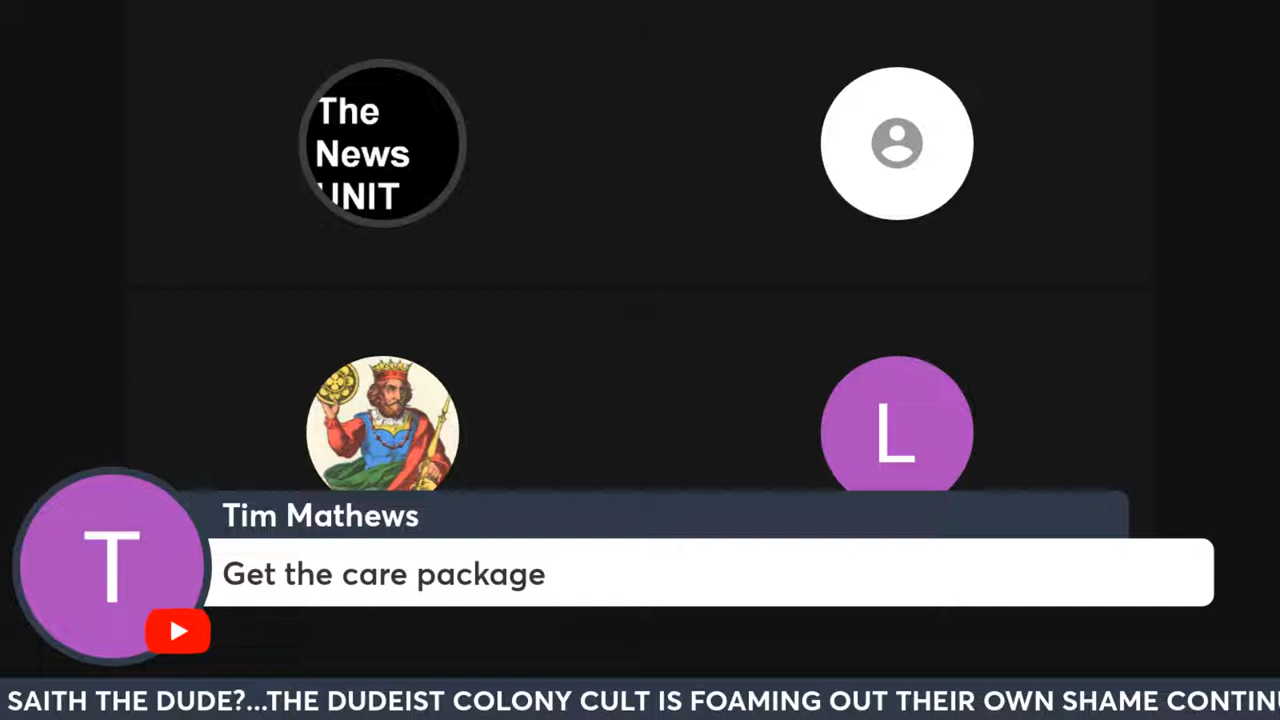 The
News
UNIT
L
T
Tim Mathews
Get the care package
SAITH THE DUDE?...THE DUDEIST COLONY CULT IS FOAMING OUT THEIR OWN SHAME CONTIN